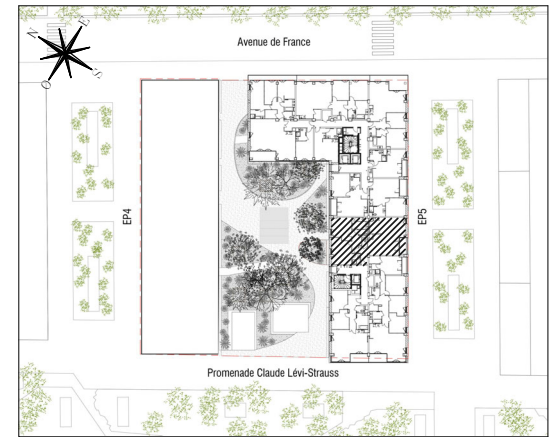 Avenue de France
N
E
S
O
EP4
EP5
Promenade Claude Lévi-Strauss